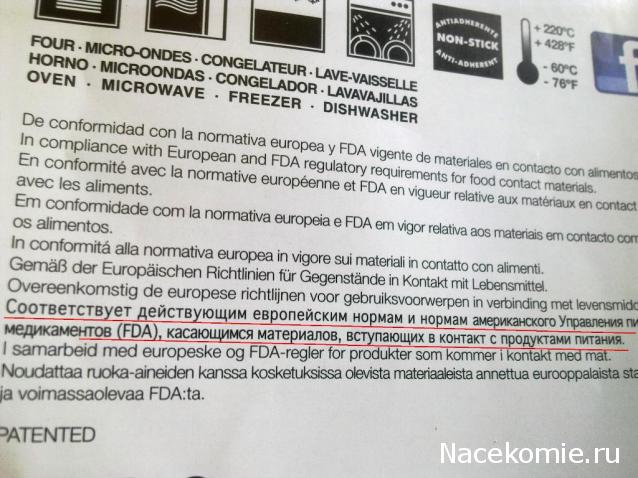 ANTIADHERENTE
NON-STICK
ANTI-ADHERENT
+ 220°C
+ 428°F
- 60°C
- 76°F
f
FOUR · MICRO-ONDES · CONGELATEUR · LAVE-VAISSELLE
HORNO · MICROONDAS · CONGELADOR · LAVAVAJILLAS
OVEN · MICROWAVE · FREEZER · DISHWASHER
De conformidad con la normativa europea y FDA vigente de materiales en contacto con alimentos
In compliance with European and FDA regulatory requirements for food contact materials.
En conformité avec la normative européenne et FDA en vigueur relative aux matériaux en contact
avec les aliments.
Em conformidade com la normativa europeia e FDA em vigor relativa aos materiais em contacto com
os alimentos.
In conformitá alla normativa europea in vigore sui materiali in contatto con alimenti.
Gemäß der Europäischen Richtlinien für Gegenstände in Kontakt mit Lebensmittel.
Overeenkomstig de europese richtlijnen voor gebruiksvoorwerpen in verbinding met levensmidd
Соответствует действующим европейским нормам и нормам американского Управления пи
медикаментов (FDA), касающимся материалов, вступающих в контакт с продуктами питания.
I samarbeid med europeske og FDA-regler for produkter som kommer i kontakt med mat.
Noudattaa ruoka-aineiden kanssa kosketuksissa olevista materiaaleista annettua eurooppalaista sta
ja voimassaolevaa FDA:ta.
PATENTED
Nacekomie.ru